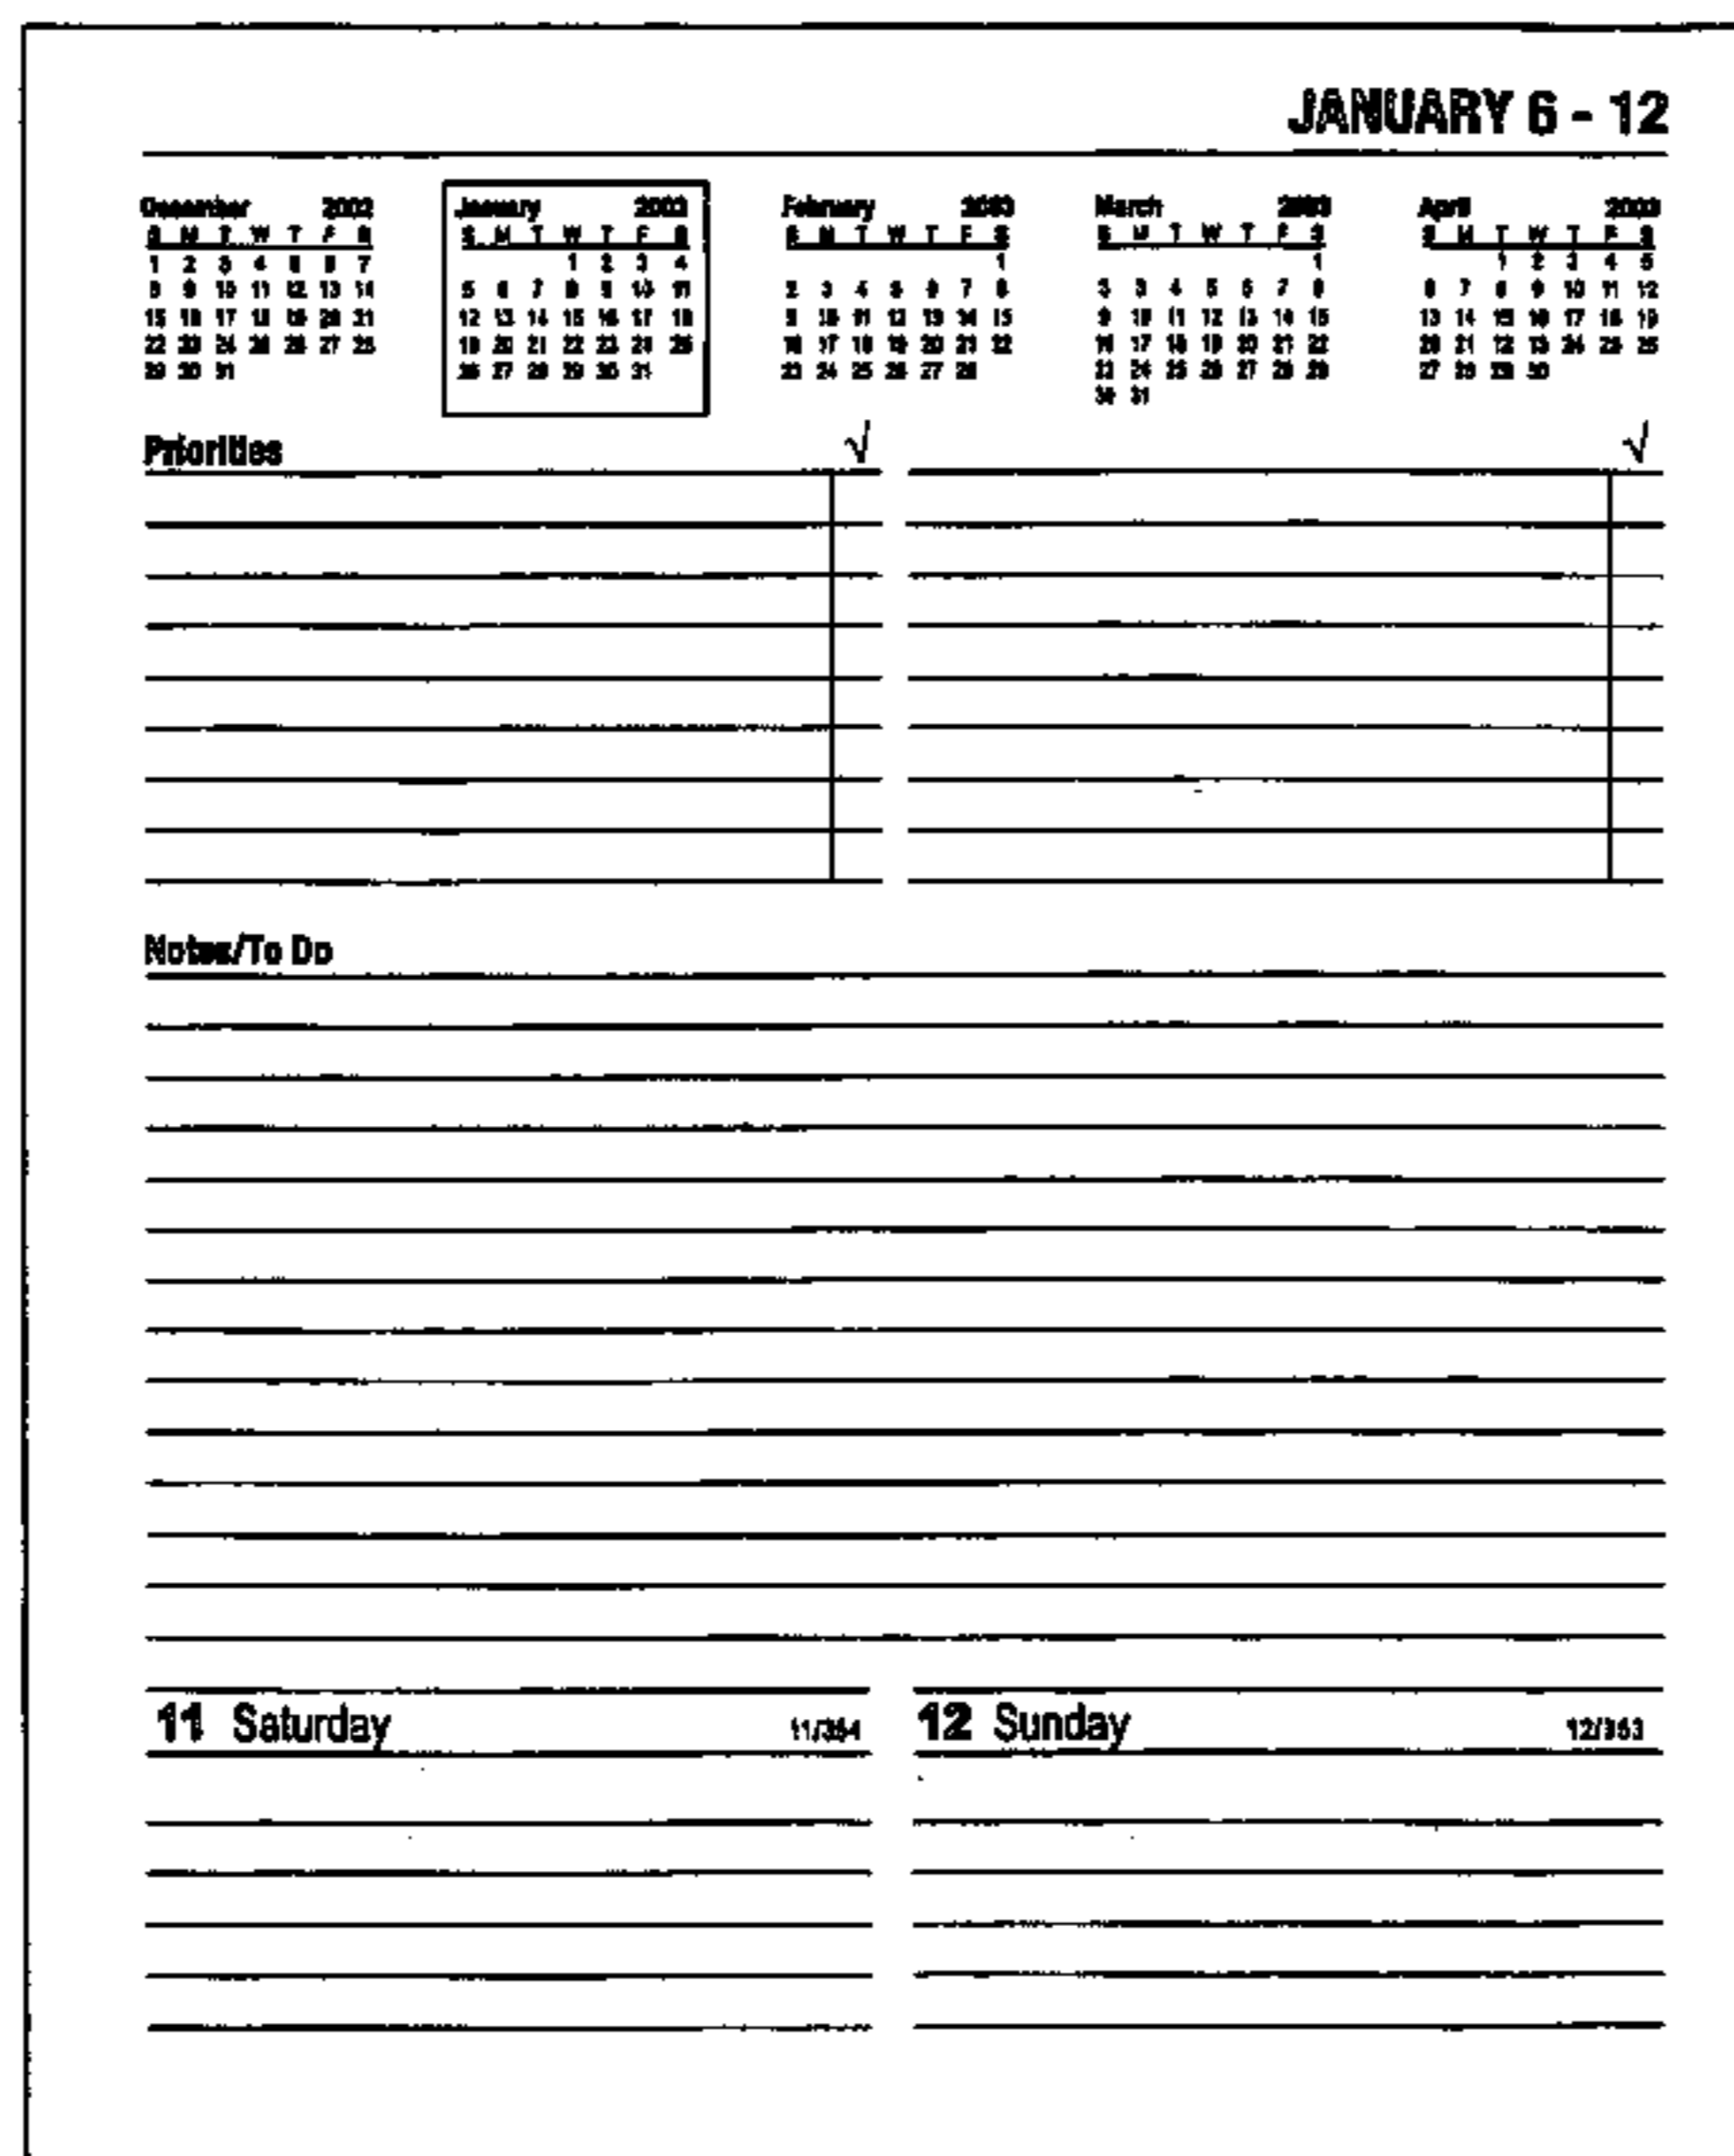 JANUARY 6 - 12
December 2002 January 2003 February 2003 March 2003 April 2003
S M T W T F S S M T W T F S S M T W T F S S M T W T F S S M T W T F S
1 2 3 4 5 6 7 1 2 3 4 1 1 1 2 3 4 5
8 9 10 11 12 13 14 5 6 7 8 9 10 11 2 3 4 5 6 7 8 2 3 4 5 6 7 8 6 7 8 9 10 11 12
15 16 17 18 19 20 21 12 13 14 15 16 17 18 9 10 11 12 13 14 15 9 10 11 12 13 14 15 13 14 15 16 17 18 19
22 23 24 25 26 27 28 19 20 21 22 23 24 25 16 17 18 19 20 21 22 16 17 18 19 20 21 22 20 21 22 23 24 25 26
29 30 31 26 27 28 29 30 31 23 24 25 26 27 28 23 24 25 26 27 28 29 27 28 29 30
30 31
Priorities √ √
Notes/To Do
11 Saturday 11/354 12 Sunday 12/353